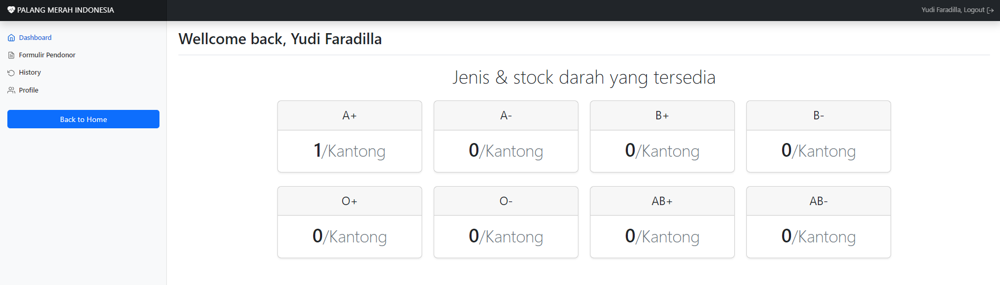 PALANG MERAH INDONESIA
Yudi Faradilla, Logout
Dashboard
Formulir Pendonor
History
Profile
Back to Home
Wellcome back, Yudi Faradilla
Jenis & stock darah yang tersedia
A+
1/Kantong
A-
0/Kantong
B+
0/Kantong
B-
0/Kantong
O+
0/Kantong
O-
0/Kantong
AB+
0/Kantong
AB-
0/Kantong